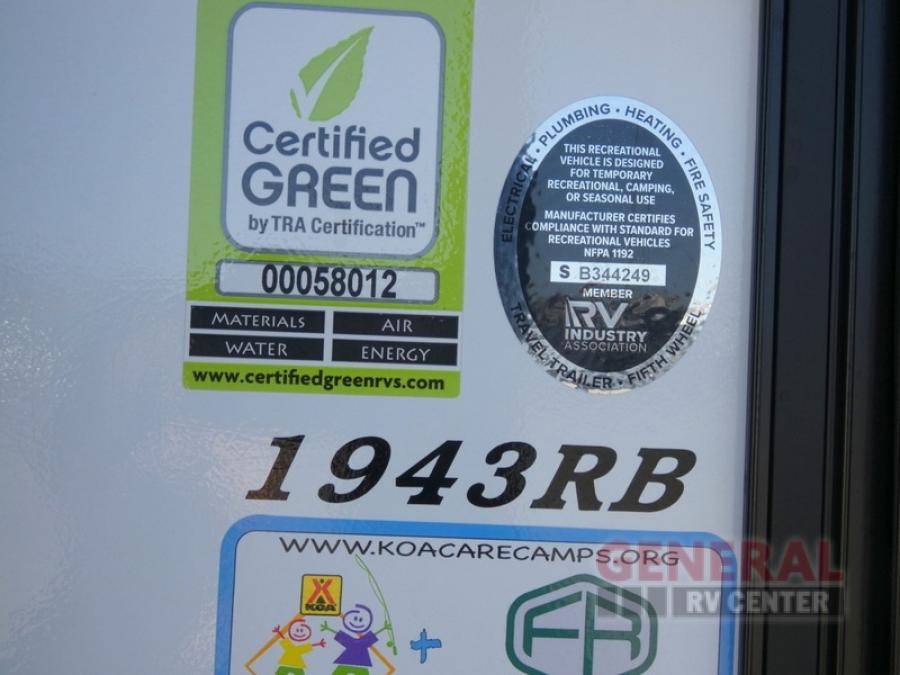 Certified
GREEN
by TRA Certification™
00058012
MATERIALS
AIR
WATER
ENERGY
www.certifiedgreenrvs.com
ELECTRICAL • PLUMBING • HEATING • FIRE SAFETY
THIS RECREATIONAL
VEHICLE IS DESIGNED
FOR TEMPORARY
RECREATIONAL, CAMPING,
OR SEASONAL USE
MANUFACTURER CERTIFIES
COMPLIANCE WITH STANDARD FOR
RECREATIONAL VEHICLES
NFPA 1192
S B344249
MEMBER
RV
INDUSTRY
ASSOCIATION
TRAVEL TRAILER • FIFTH WHEEL
1943RB
WWW.KOACARECAMPS.ORG
KOA
+
FR
GENERAL
RV CENTER